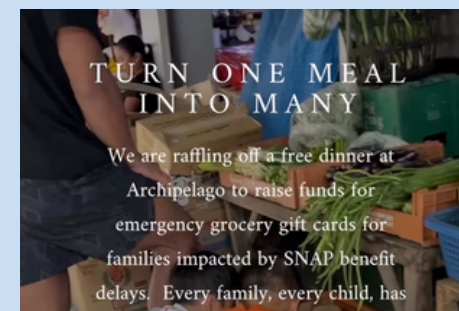 TURN ONE MEAL
INTO MANY
We are raffling off a free dinner at
Archipelago to raise funds for
emergency grocery gift cards for
families impacted by SNAP benefit
delays. Every family, every child, has